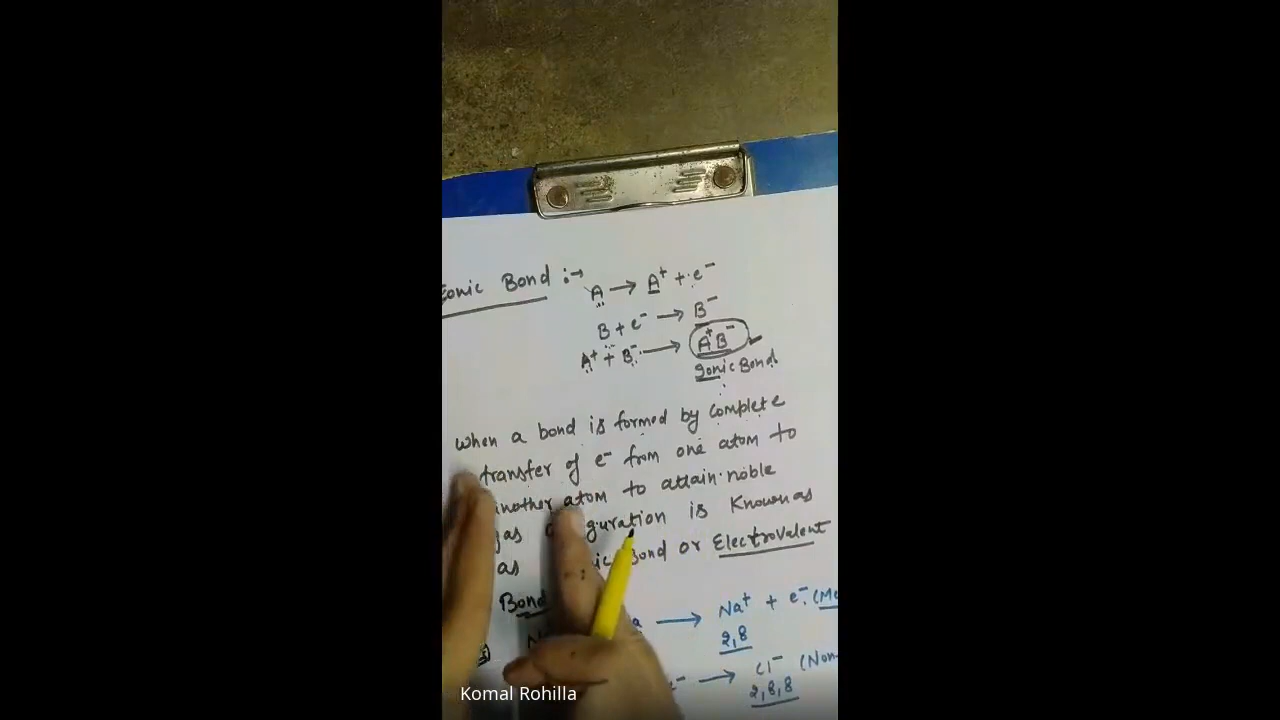 Ionic Bond :→ A → A⁺ + e⁻
B + e⁻ → B⁻
A⁺ + B⁻ → A⁺B⁻
Ionic Bond
When a bond is formed by complete
transfer of e⁻ from one atom to
another atom to attain noble
gas is known as
as Bond or Electrovalent
Bond
→ Na⁺ + e⁻
2,8
→ Cl⁻ (Non
2,8,8
Komal Rohilla